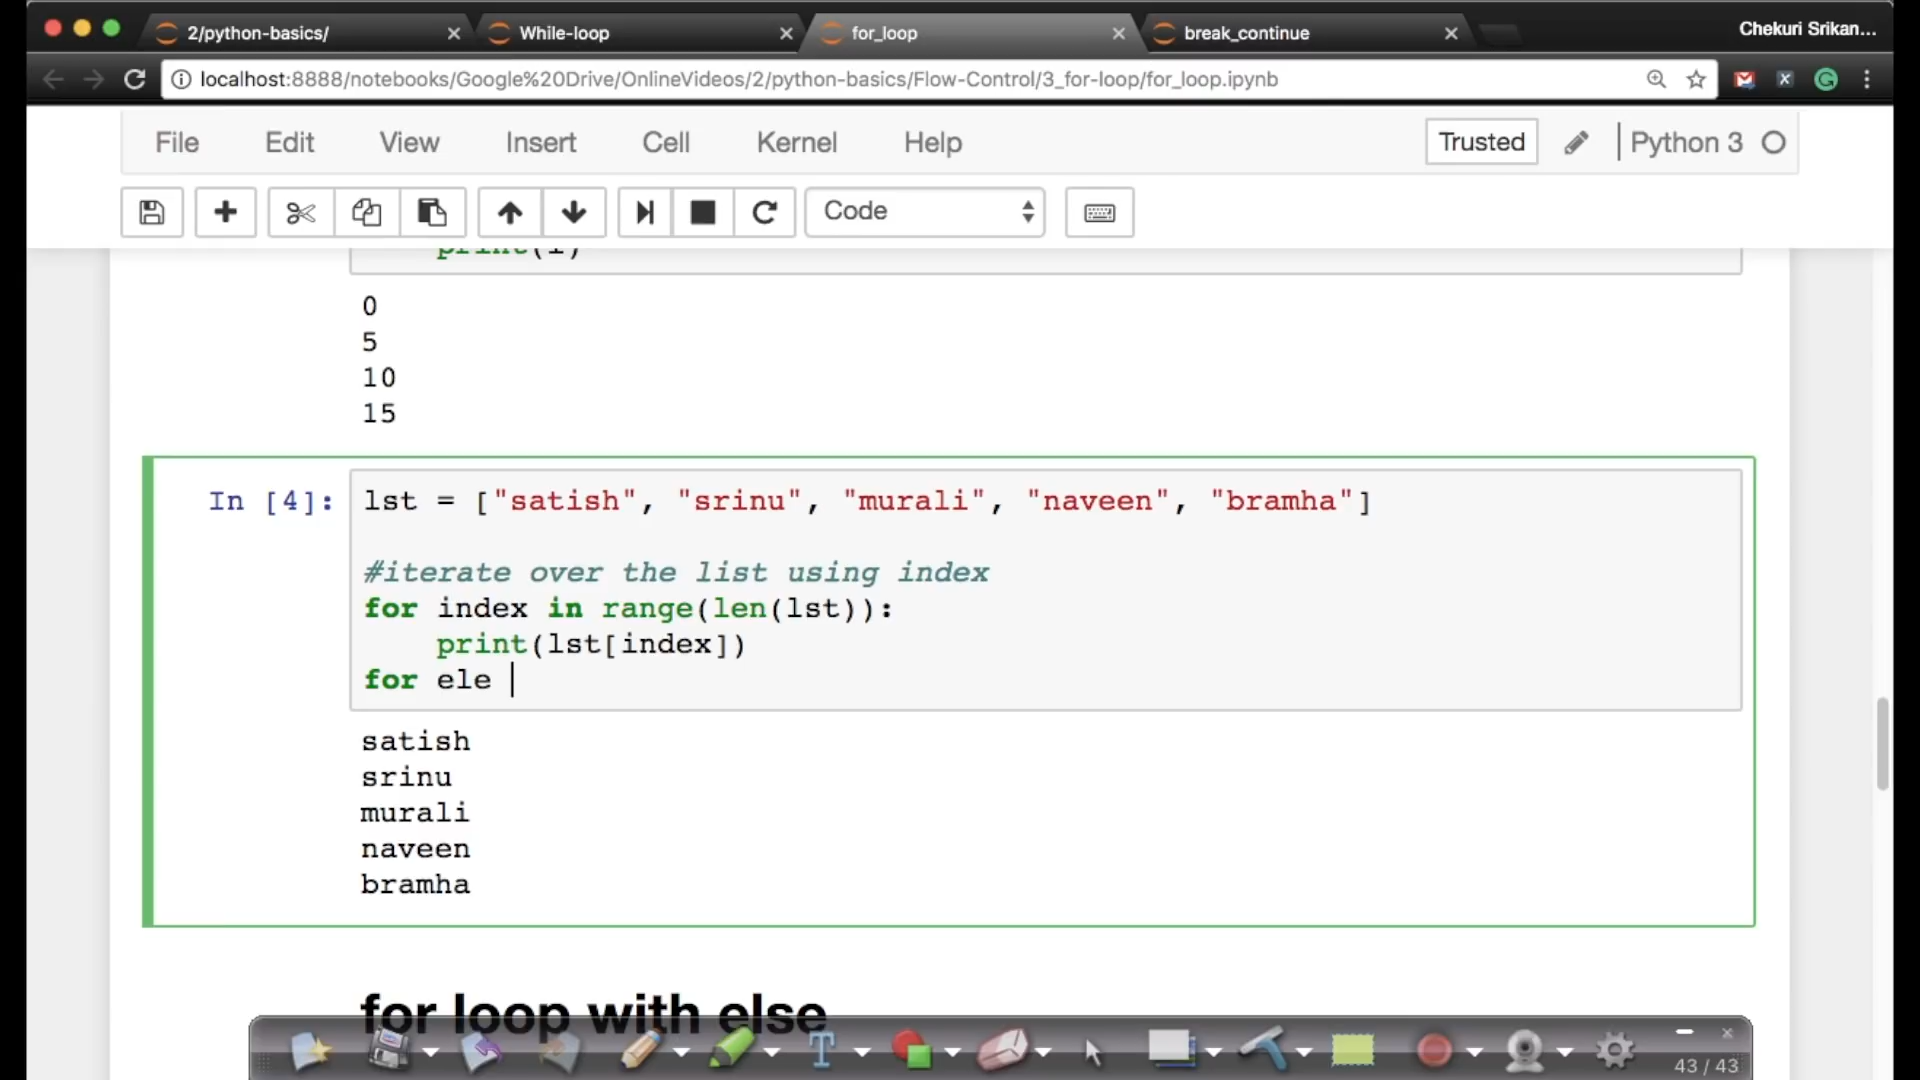 2/python-basics/
While-loop
for_loop
break_continue
Chekuri Srikan...
localhost:8888/notebooks/Google%20Drive/OnlineVideos/2/python-basics/Flow-Control/3_for-loop/for_loop.ipynb
File Edit View Insert Cell Kernel Help Trusted Python 3
Code
print(i)
0
5
10
15
In [4]: lst = ["satish", "srinu", "murali", "naveen", "bramha"]
#iterate over the list using index
for index in range(len(lst)):
print(lst[index])
for ele
satish
srinu
murali
naveen
bramha
for loop with else
43 / 43